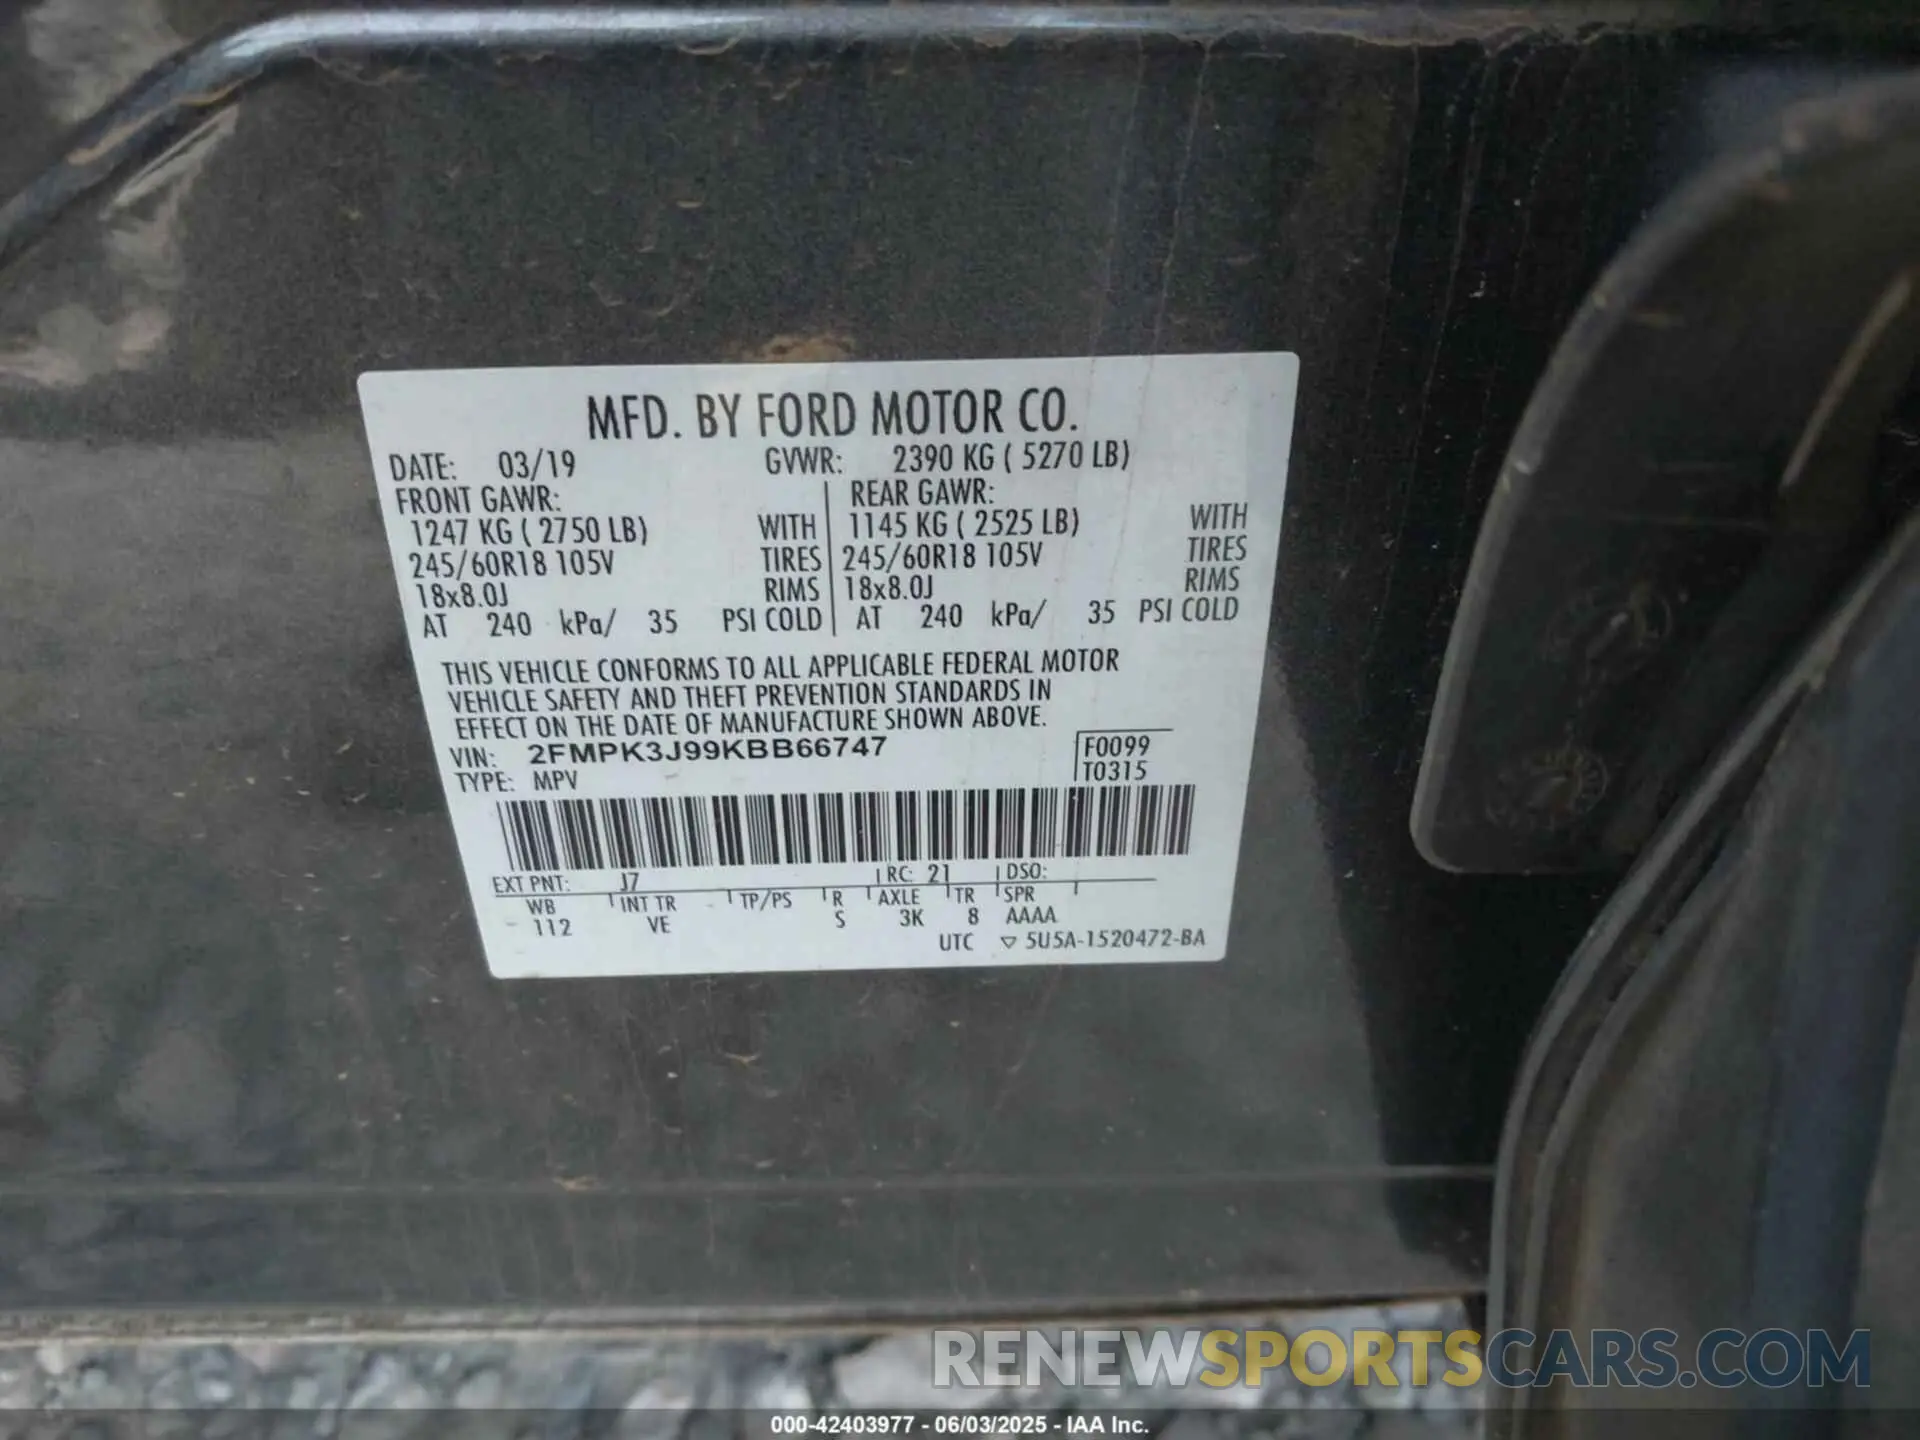 MFD. BY FORD MOTOR CO.
DATE: 03/19 GVWR: 2390 KG ( 5270 LB)
FRONT GAWR: REAR GAWR:
1247 KG ( 2750 LB) WITH 1145 KG ( 2525 LB) WITH
245/60R18 105V TIRES 245/60R18 105V TIRES
18x8.0J RIMS 18x8.0J RIMS
AT 240 kPa/ 35 PSI COLD AT 240 kPa/ 35 PSI COLD
THIS VEHICLE CONFORMS TO ALL APPLICABLE FEDERAL MOTOR
VEHICLE SAFETY AND THEFT PREVENTION STANDARDS IN
EFFECT ON THE DATE OF MANUFACTURE SHOWN ABOVE.
VIN: 2FMPK3J99KBB66747 F0099
TYPE: MPV T0315
EXT PNT: J7 RC: 21 DSO:
WB INT TR TP/PS R AXLE TR SPR
112 VE S 3K 8 AAAA
UTC ▽ 5U5A-1520472-BA
RENEWSPORTSCARS.COM
000-42403977 - 06/03/2025 - IAA Inc.